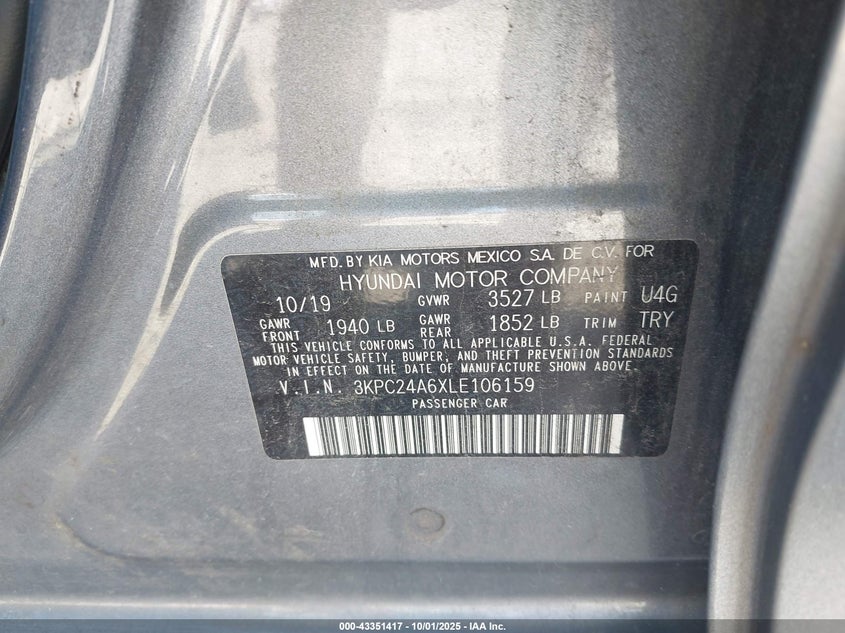 MFD. BY KIA MOTORS MEXICO S.A. DE C.V. FOR
HYUNDAI MOTOR COMPANY
10/19 GVWR 3527 LB PAINT U4G
GAWR FRONT 1940 LB GAWR REAR 1852 LB TRIM TRY
THIS VEHICLE CONFORMS TO ALL APPLICABLE U.S.A. FEDERAL
MOTOR VEHICLE SAFETY, BUMPER, AND THEFT PREVENTION STANDARDS
IN EFFECT ON THE DATE OF MANUFACTURE SHOWN ABOVE.
V.I.N. 3KPC24A6XLE106159
PASSENGER CAR
000-43351417 - 10/01/2025 - IAA Inc.